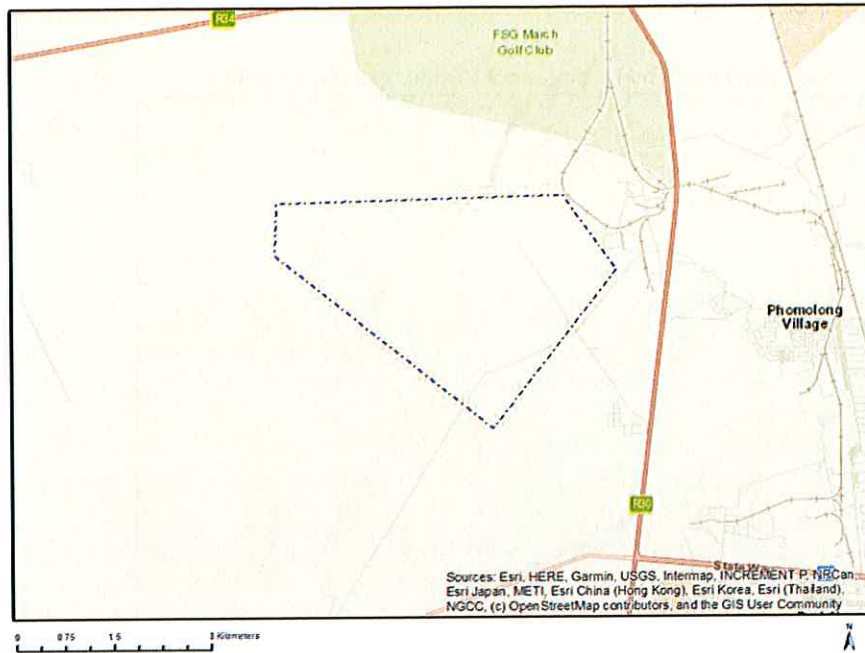 R34
FSG March
Golf Club
Phomolong
Village
R30
Sources: Esri, HERE, Garmin, USGS, Intermap, INCREMENT P, NRCan,
Esri Japan, METI, Esri China (Hong Kong), Esri Korea, Esri (Thailand),
NGCC, (c) OpenStreetMap contributors, and the GIS User Community
0 0.75 1.5 3 Kilometers
N